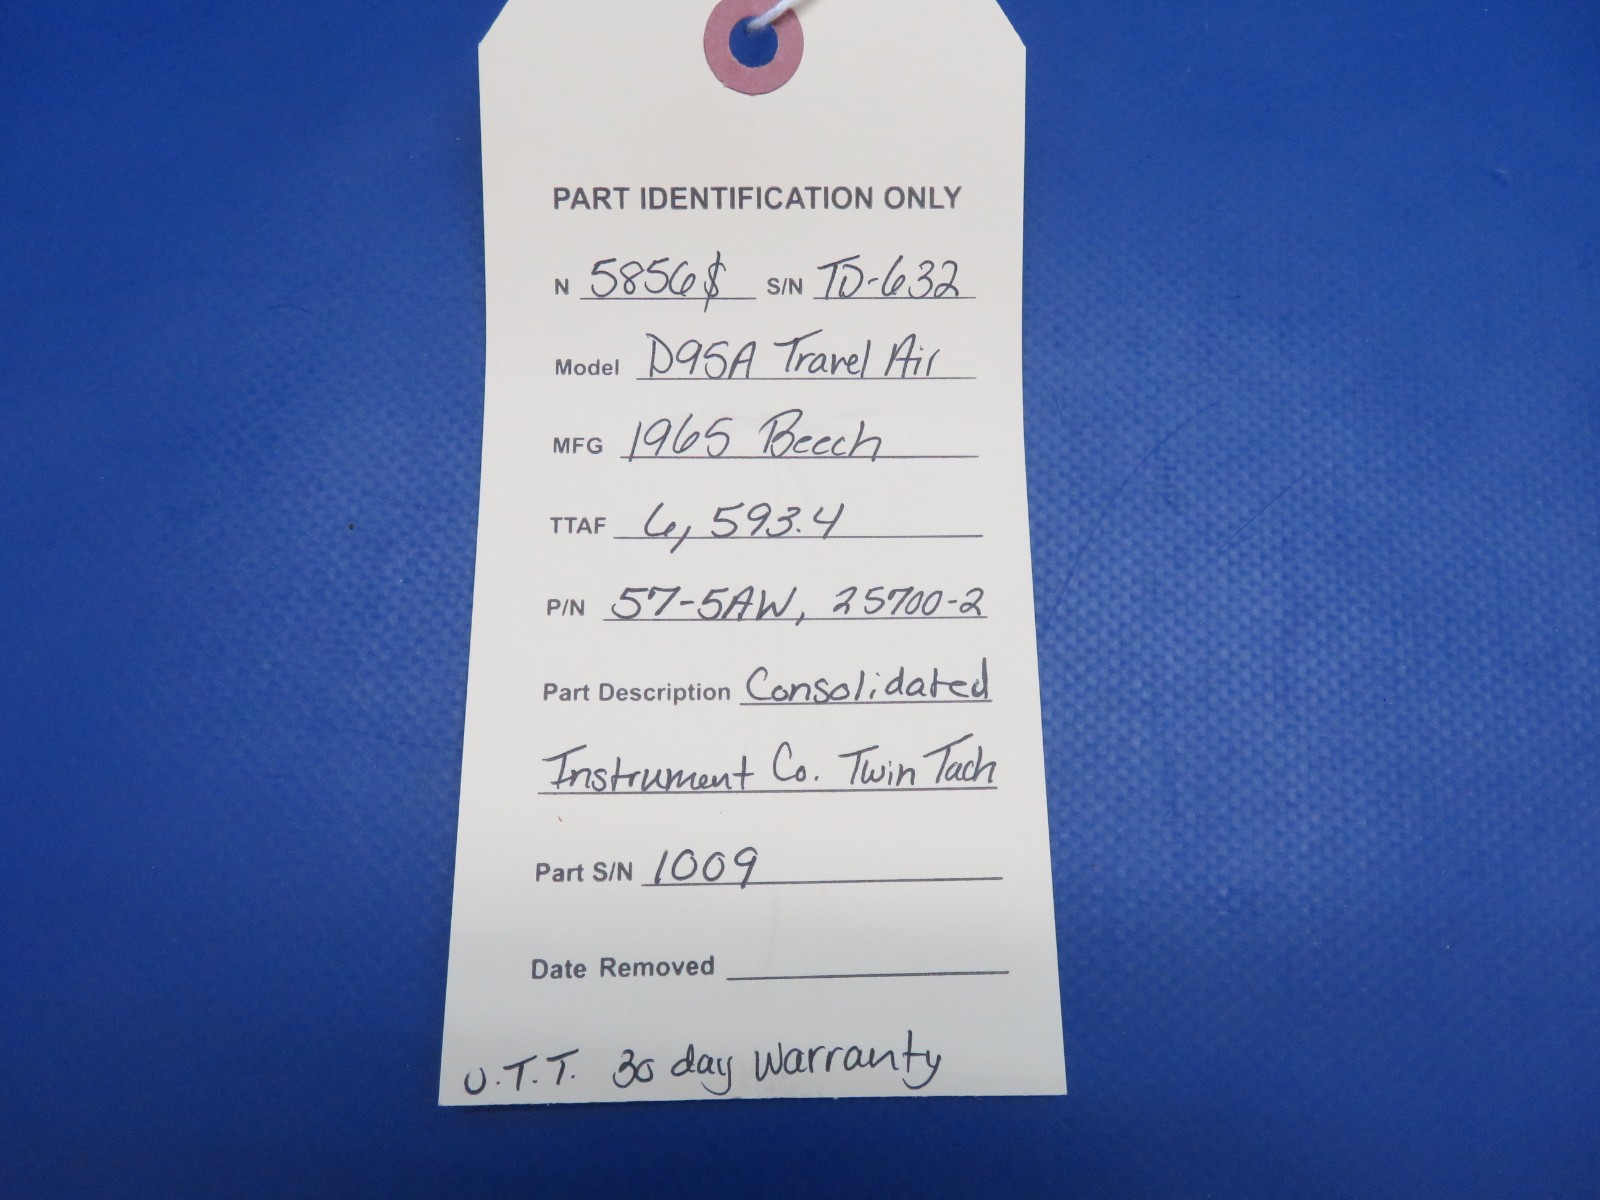 PART IDENTIFICATION ONLY
N 5856$ S/N TD-632
Model D95A Travel Air
MFG 1965 Beech
TTAF 6,593.4
P/N 57-5AW, 25700-2
Part Description Consolidated
Instrument Co. Twin Tach
Part S/N 1009
Date Removed
U.T.T. 30 day Warranty